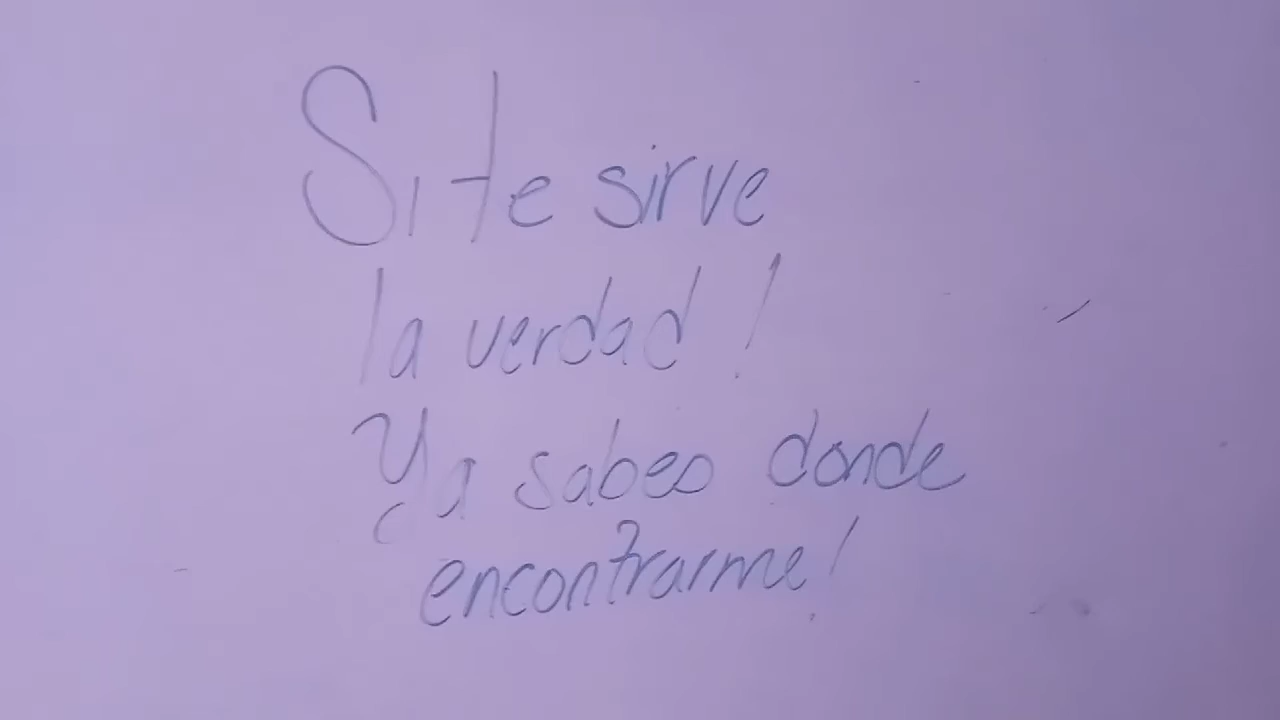 Si te sirve
la verdad!
Ya sabes donde
encontrarme!